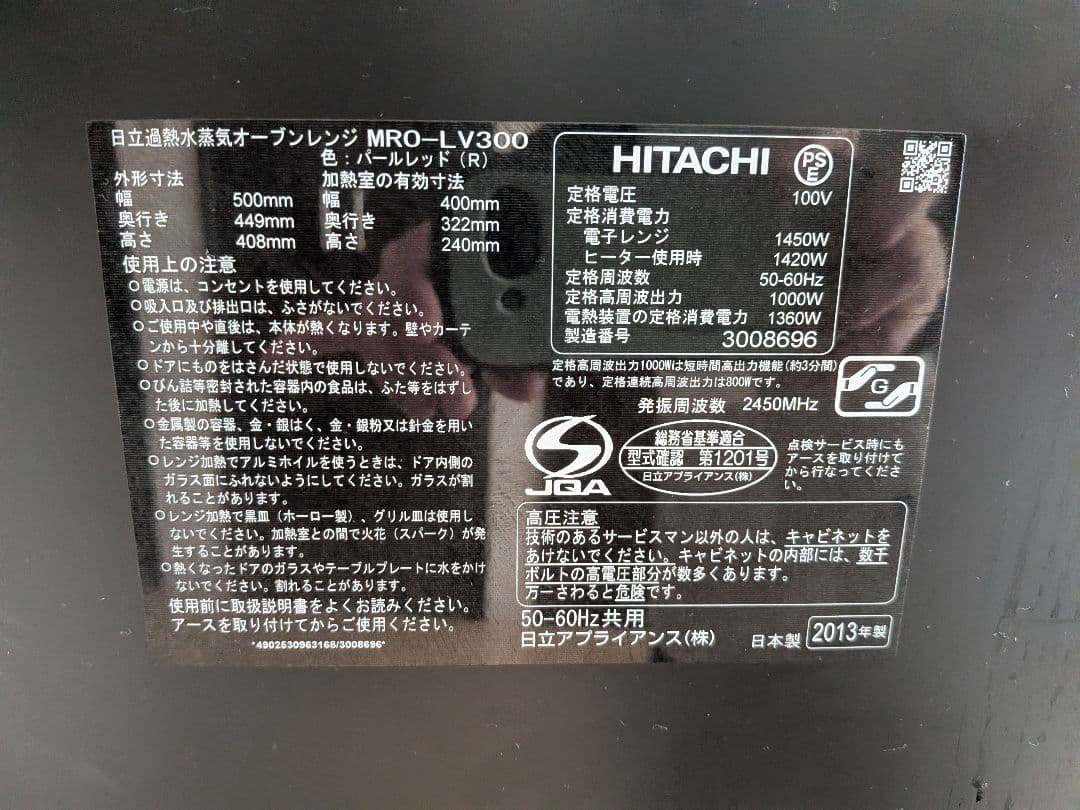 日立過熱水蒸気オーブンレンジ MRO-LV300
色：パールレッド（R）
外形寸法 加熱室の有効寸法
幅 500mm 幅 400mm
奥行き 449mm 奥行き 322mm
高さ 408mm 高さ 240mm
使用上の注意
○電源は、コンセントを使用してください。
○吸入口及び排出口は、ふさがないでください。
○ご使用中や直後は、本体が熱くなります。壁やカーテ
ンから十分離してください。
○ドアにものをはさんだ状態で使用しないでください。
○びん詰等密封された容器内の食品は、ふた等をはずし
た後に加熱してください。
○金属製の容器、金・銀はく、金・銀粉又は針金を用い
た容器等を使用しないでください。
○レンジ加熱でアルミホイルを使うときは、ドア内側の
ガラス面にふれないようにしてください。ガラスが割
れることがあります。
○レンジ加熱で黒皿（ホーロー製）、グリル皿は使用し
ないでください。加熱室との間で火花（スパーク）が発
生することがあります。
○熱くなったドアのガラスやテーブルプレートに水をかけ
ないでください。割れることがあります。
使用前に取扱説明書をよくお読みください。
アースを取り付けてからご使用ください。
*4902530963168/3008696*
HITACHI
PS
E
定格電圧 100V
定格消費電力
電子レンジ 1450W
ヒーター使用時 1420W
定格周波数 50-60Hz
定格高周波出力 1000W
電熱装置の定格消費電力 1360W
製造番号 3008696
定格高周波出力1000Wは短時間高出力機能(約3分間)
であり、定格連続高周波出力は800Wです。
発振周波数 2450MHz
G
JQA
総務省基準適合
型式確認 第1201号
日立アプライアンス(株)
点検サービス時にも
アースを取り付けて
から行なってくださ
い。
高圧注意
技術のあるサービスマン以外の人は、キャビネットを
あけないでください。キャビネットの内部には、数千
ボルトの高電圧部分が数多くあります。
万一さわると危険です。
50-60Hz共用
日立アプライアンス(株) 日本製 2013年製